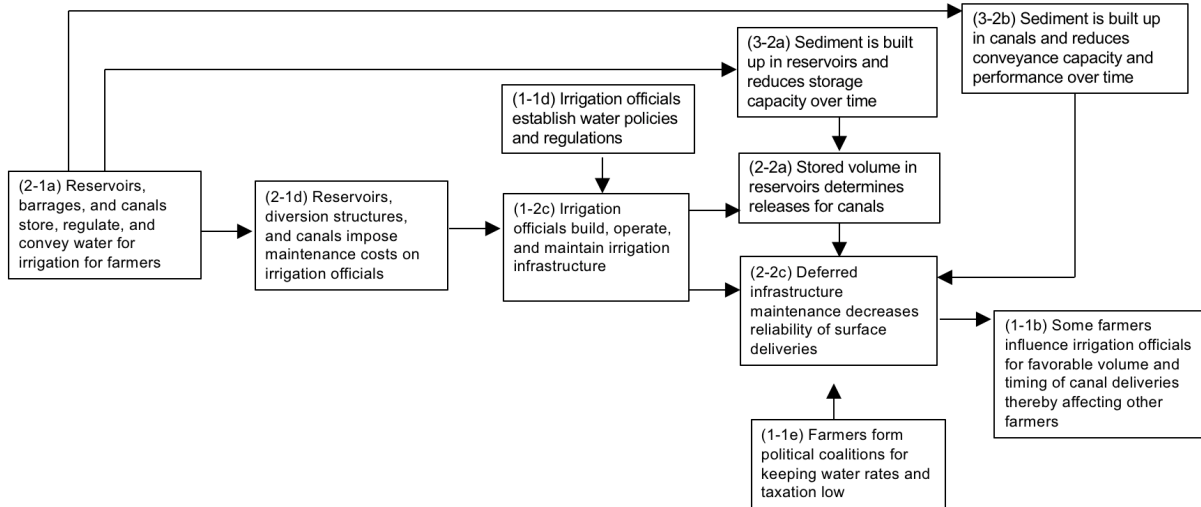 (3-2b) Sediment is built up
in canals and reduces
conveyance capacity and
performance over time
(3-2a) Sediment is built
up in reservoirs and
reduces storage
capacity over time
(1-1d) Irrigation officials
establish water policies
and regulations
(2-1a) Reservoirs,
barrages, and canals
store, regulate, and
convey water for
irrigation for farmers
(2-1d) Reservoirs,
diversion structures,
and canals impose
maintenance costs on
irrigation officials
(1-2c) Irrigation
officials build, operate,
and maintain irrigation
infrastructure
(2-2a) Stored volume in
reservoirs determines
releases for canals
(2-2c) Deferred
infrastructure
maintenance decreases
reliability of surface
deliveries
(1-1b) Some farmers
influence irrigation officials
for favorable volume and
timing of canal deliveries
thereby affecting other
farmers
(1-1e) Farmers form
political coalitions for
keeping water rates and
taxation low